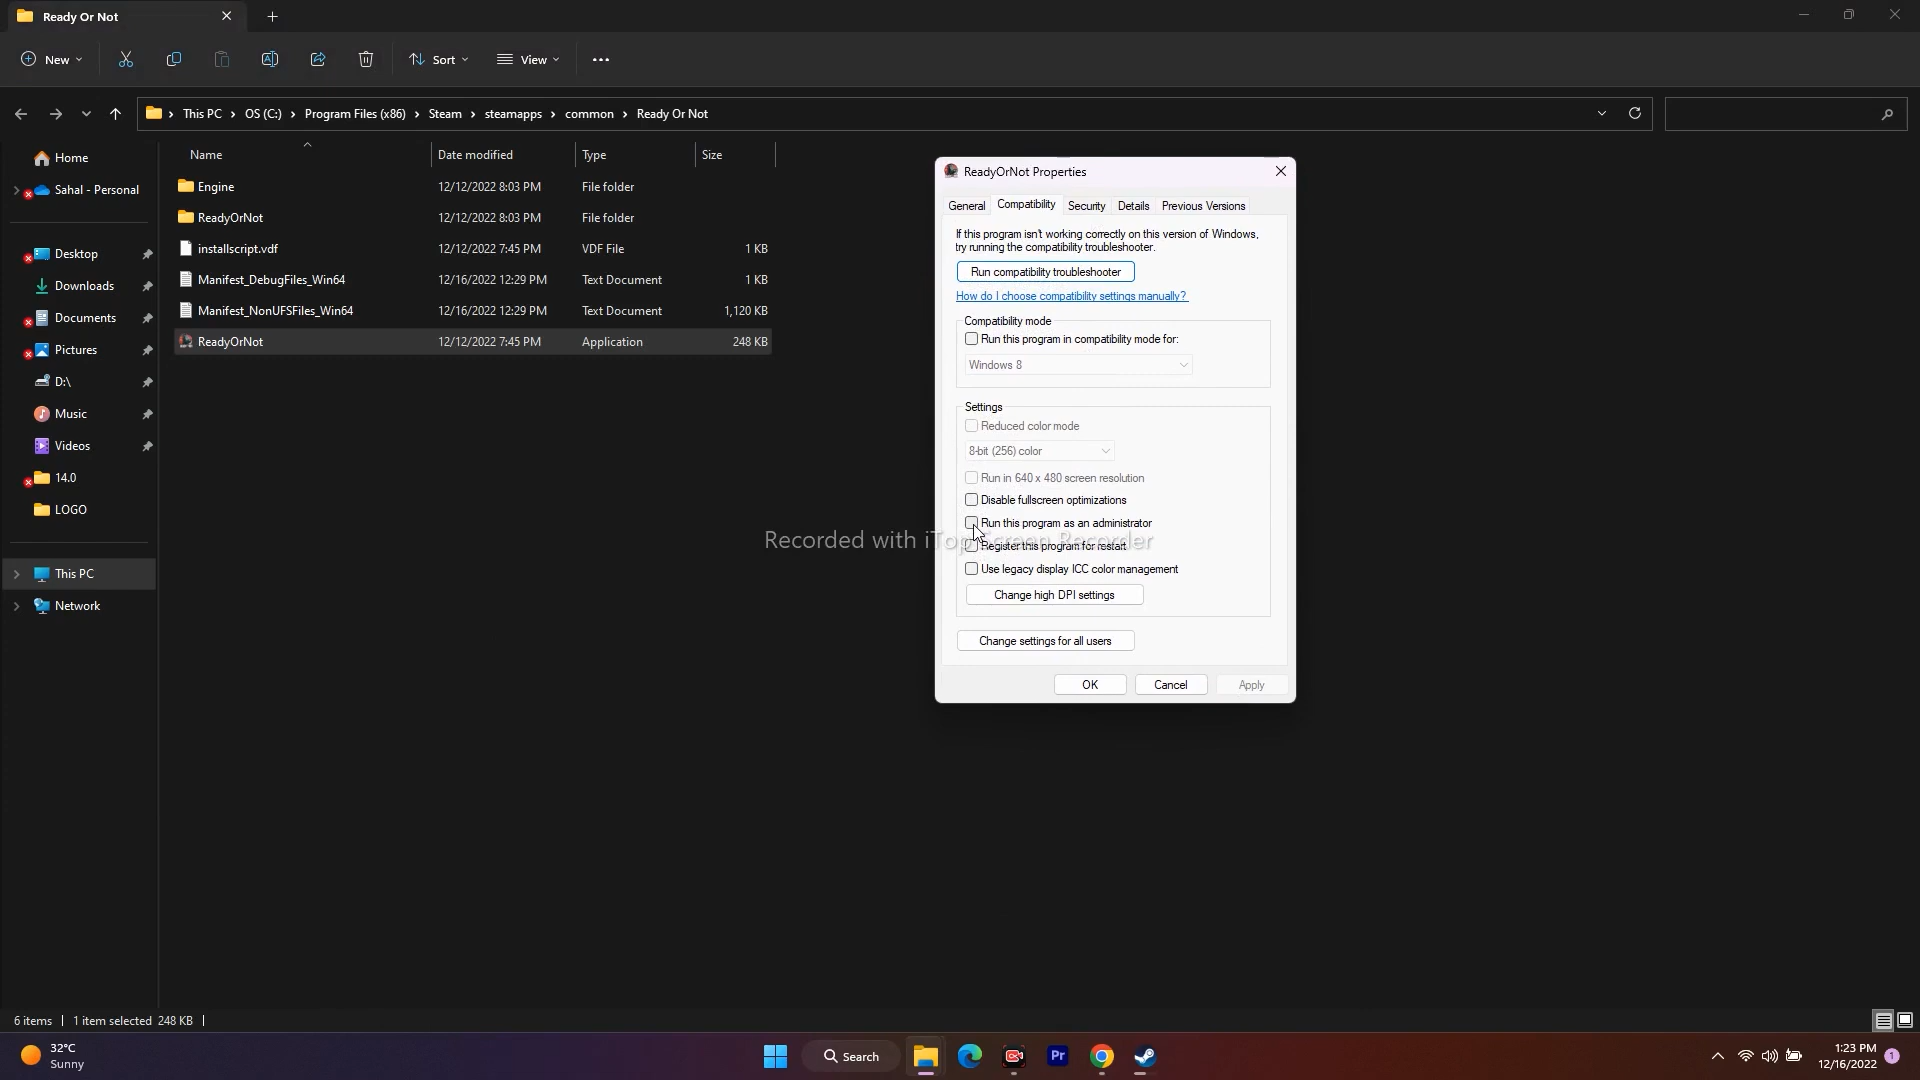 Ready Or Not
New
Sort
View
This PC > OS (C:) > Program Files (x86) > Steam > steamapps > common > Ready Or Not
Home
Sahal - Personal
Desktop
Downloads
Documents
Pictures
D:\
Music
Videos
14.0
LOGO
This PC
Network
Name Date modified Type Size
Engine 12/12/2022 8:03 PM File folder
ReadyOrNot 12/12/2022 8:03 PM File folder
installscript.vdf 12/12/2022 7:45 PM VDF File 1 KB
Manifest_DebugFiles_Win64 12/16/2022 12:29 PM Text Document 1 KB
Manifest_NonUFSFiles_Win64 12/16/2022 12:29 PM Text Document 1,120 KB
ReadyOrNot 12/12/2022 7:45 PM Application 248 KB
ReadyOrNot Properties
General Compatibility Security Details Previous Versions
If this program isn't working correctly on this version of Windows,
try running the compatibility troubleshooter.
Run compatibility troubleshooter
How do I choose compatibility settings manually?
Compatibility mode
Run this program in compatibility mode for:
Windows 8
Settings
Reduced color mode
8-bit (256) color
Run in 640 x 480 screen resolution
Disable fullscreen optimizations
Run this program as an administrator
Register this program for restart
Use legacy display ICC color management
Change high DPI settings
Change settings for all users
OK Cancel Apply
Recorded with iTop Screen Recorder
6 items | 1 item selected 248 KB |
32°C
Sunny
Search
Pr
1:23 PM
12/16/2022
1